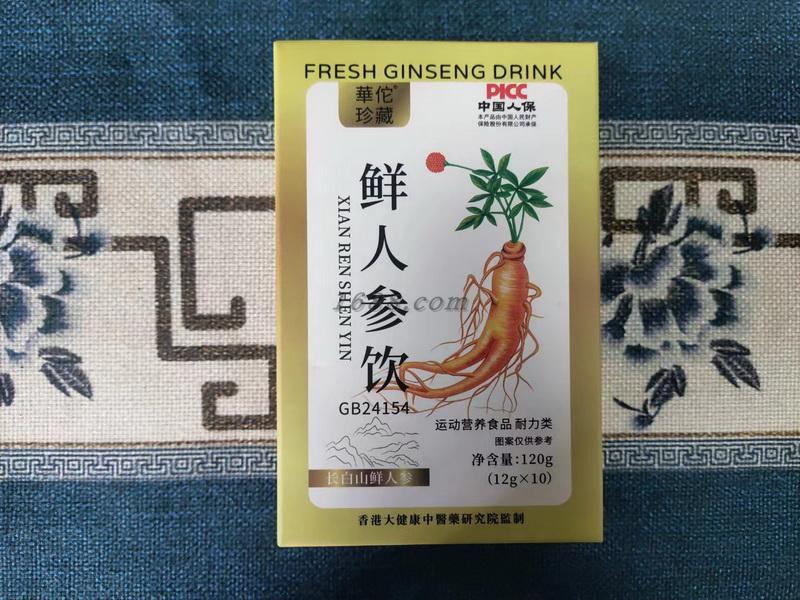 FRESH GINSENG DRINK
華佗®
珍藏
PICC
中国人保
本产品由中国人民财产
保险股份有限公司承保
鲜人参饮
XIAN REN SHEN YIN
1688.com
GB24154
运动营养食品 耐力类
图案仅供参考
净含量:120g
(12g×10)
长白山鲜人参
香港大健康中醫藥研究院監制